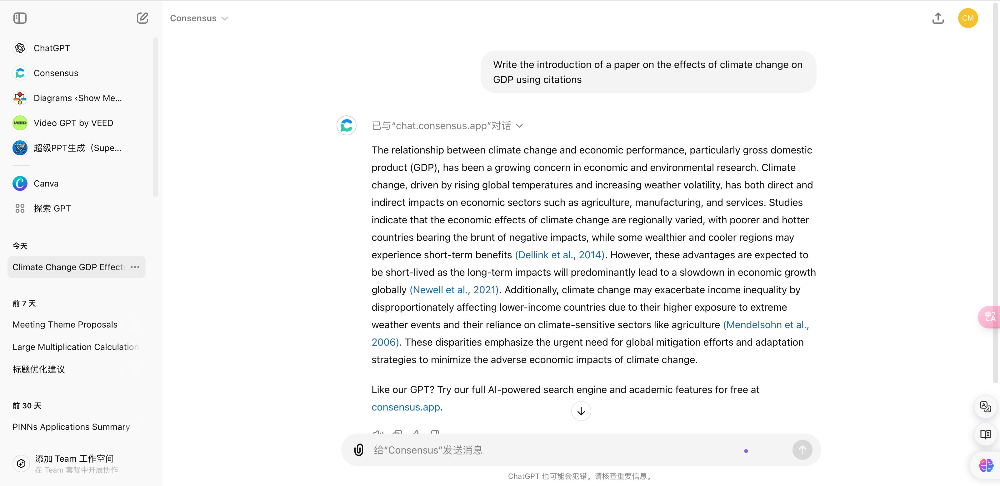 Consensus
CM
ChatGPT
Consensus
Diagrams ‹Show Me...
VEED
Video GPT by VEED
超级PPT生成（Supe...
Canva
探索 GPT
今天
Climate Change GDP Effects
前 7 天
Meeting Theme Proposals
Large Multiplication Calculation
标题优化建议
前 30 天
PINNs Applications Summary
添加 Team 工作空间
在 Team 套餐中开展协作
Write the introduction of a paper on the effects of climate change on
GDP using citations
已与“chat.consensus.app”对话
The relationship between climate change and economic performance, particularly gross domestic
product (GDP), has been a growing concern in economic and environmental research. Climate
change, driven by rising global temperatures and increasing weather volatility, has both direct and
indirect impacts on economic sectors such as agriculture, manufacturing, and services. Studies
indicate that the economic effects of climate change are regionally varied, with poorer and hotter
countries bearing the brunt of negative impacts, while some wealthier and cooler regions may
experience short-term benefits (Dellink et al., 2014). However, these advantages are expected to
be short-lived as the long-term impacts will predominantly lead to a slowdown in economic growth
globally (Newell et al., 2021). Additionally, climate change may exacerbate income inequality by
disproportionately affecting lower-income countries due to their higher exposure to extreme
weather events and their reliance on climate-sensitive sectors like agriculture (Mendelsohn et al.,
2006). These disparities emphasize the urgent need for global mitigation efforts and adaptation
strategies to minimize the adverse economic impacts of climate change.
Like our GPT? Try our full AI-powered search engine and academic features for free at
consensus.app.
给“Consensus”发送消息
ChatGPT 也可能会犯错。请核查重要信息。